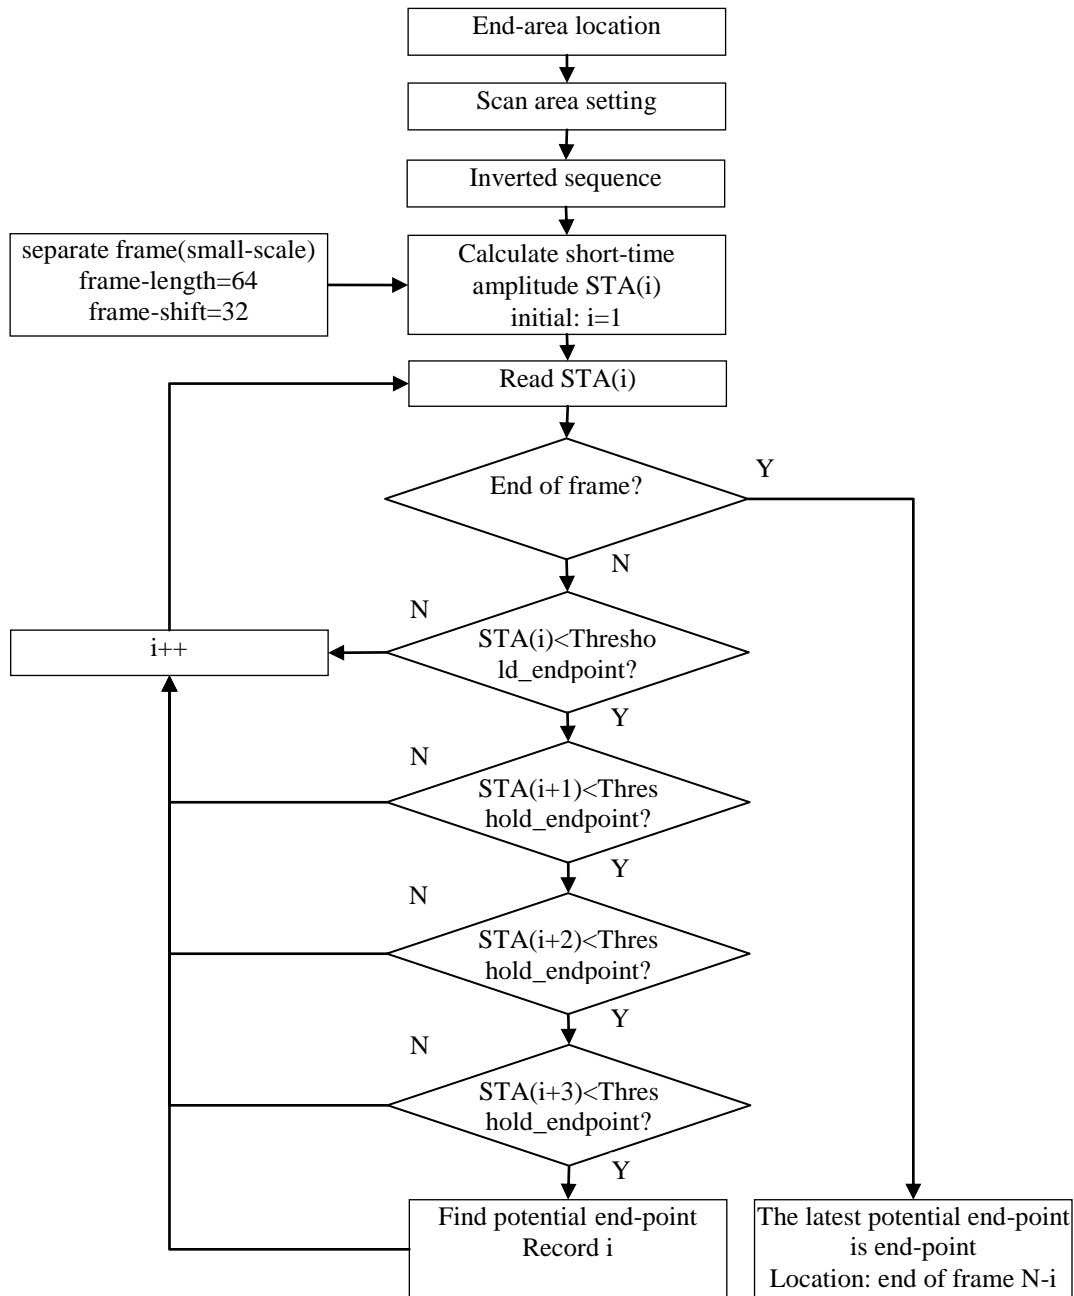 End-area location
Scan area setting
Inverted sequence
separate frame(small-scale)
frame-length=64
frame-shift=32
Calculate short-time
amplitude STA(i)
initial: i=1
Read STA(i)
End of frame?
Y
N
N
STA(i)<Thresho
ld_endpoint?
i++
Y
N
STA(i+1)<Thres
hold_endpoint?
Y
N
STA(i+2)<Thres
hold_endpoint?
Y
N
STA(i+3)<Thres
hold_endpoint?
Y
Find potential end-point
Record i
The latest potential end-point
is end-point
Location: end of frame N-i